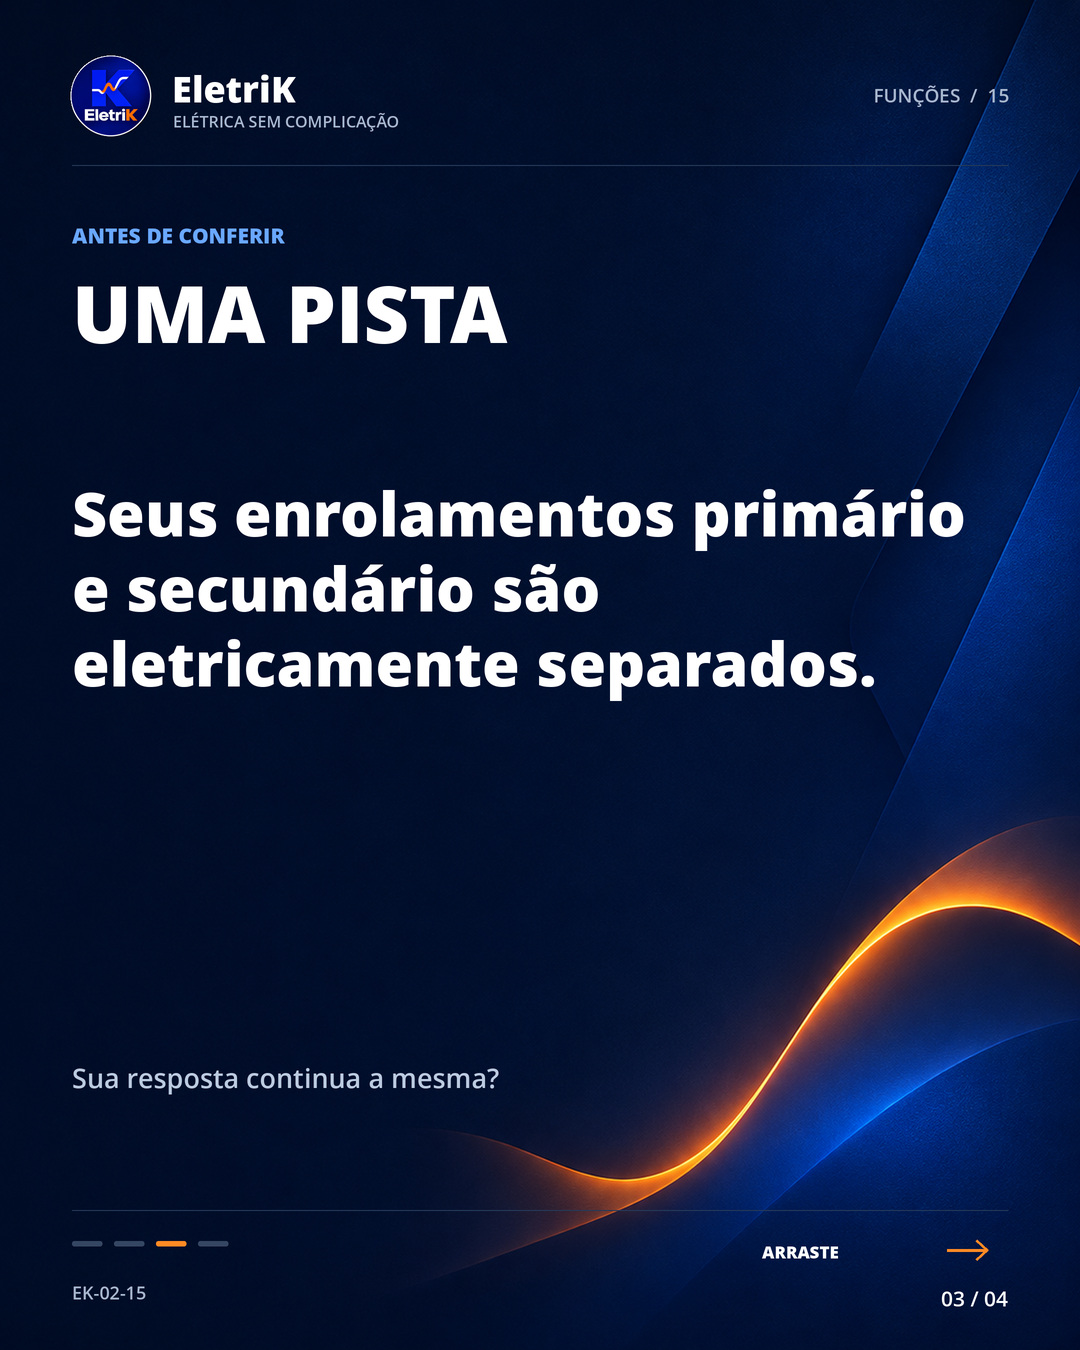 EletriK
EletriK
ELÉTRICA SEM COMPLICAÇÃO
FUNÇÕES / 15
ANTES DE CONFERIR
UMA PISTA
Seus enrolamentos primário
e secundário são
eletricamente separados.
Sua resposta continua a mesma?
ARRASTE
EK-02-15
03 / 04